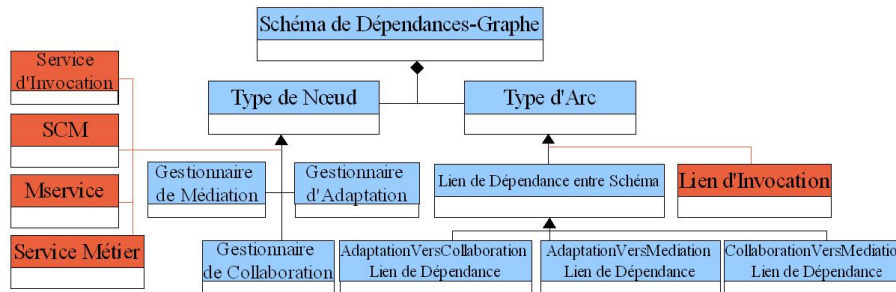 Schéma de Dépendances-Graphe
Service
d'Invocation
Type de Nœud
Type d'Arc
SCM
Gestionnaire
de Médiation
Gestionnaire
d'Adaptation
Lien de Dépendance entre Schéma
Lien d'Invocation
Mservice
Service Métier
Gestionnaire
de Collaboration
AdaptationVersCollaboration
Lien de Dépendance
AdaptationVersMediation
Lien de Dépendance
CollaborationVersMediation
Lien de Dépendance